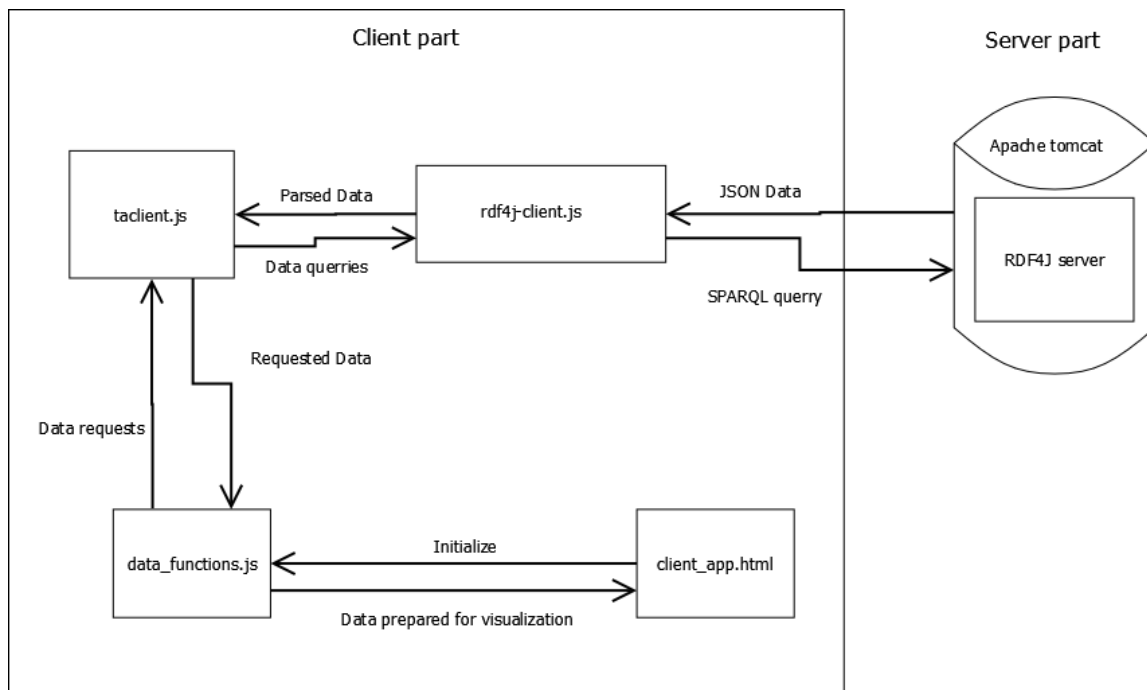 Client part
Server part
Apache tomcat
taclient.js
Parsed Data
rdf4j-client.js
JSON Data
Data querries
RDF4J server
SPARQL querry
Requested Data
Data requests
data_functions.js
Initialize
client_app.html
Data prepared for visualization